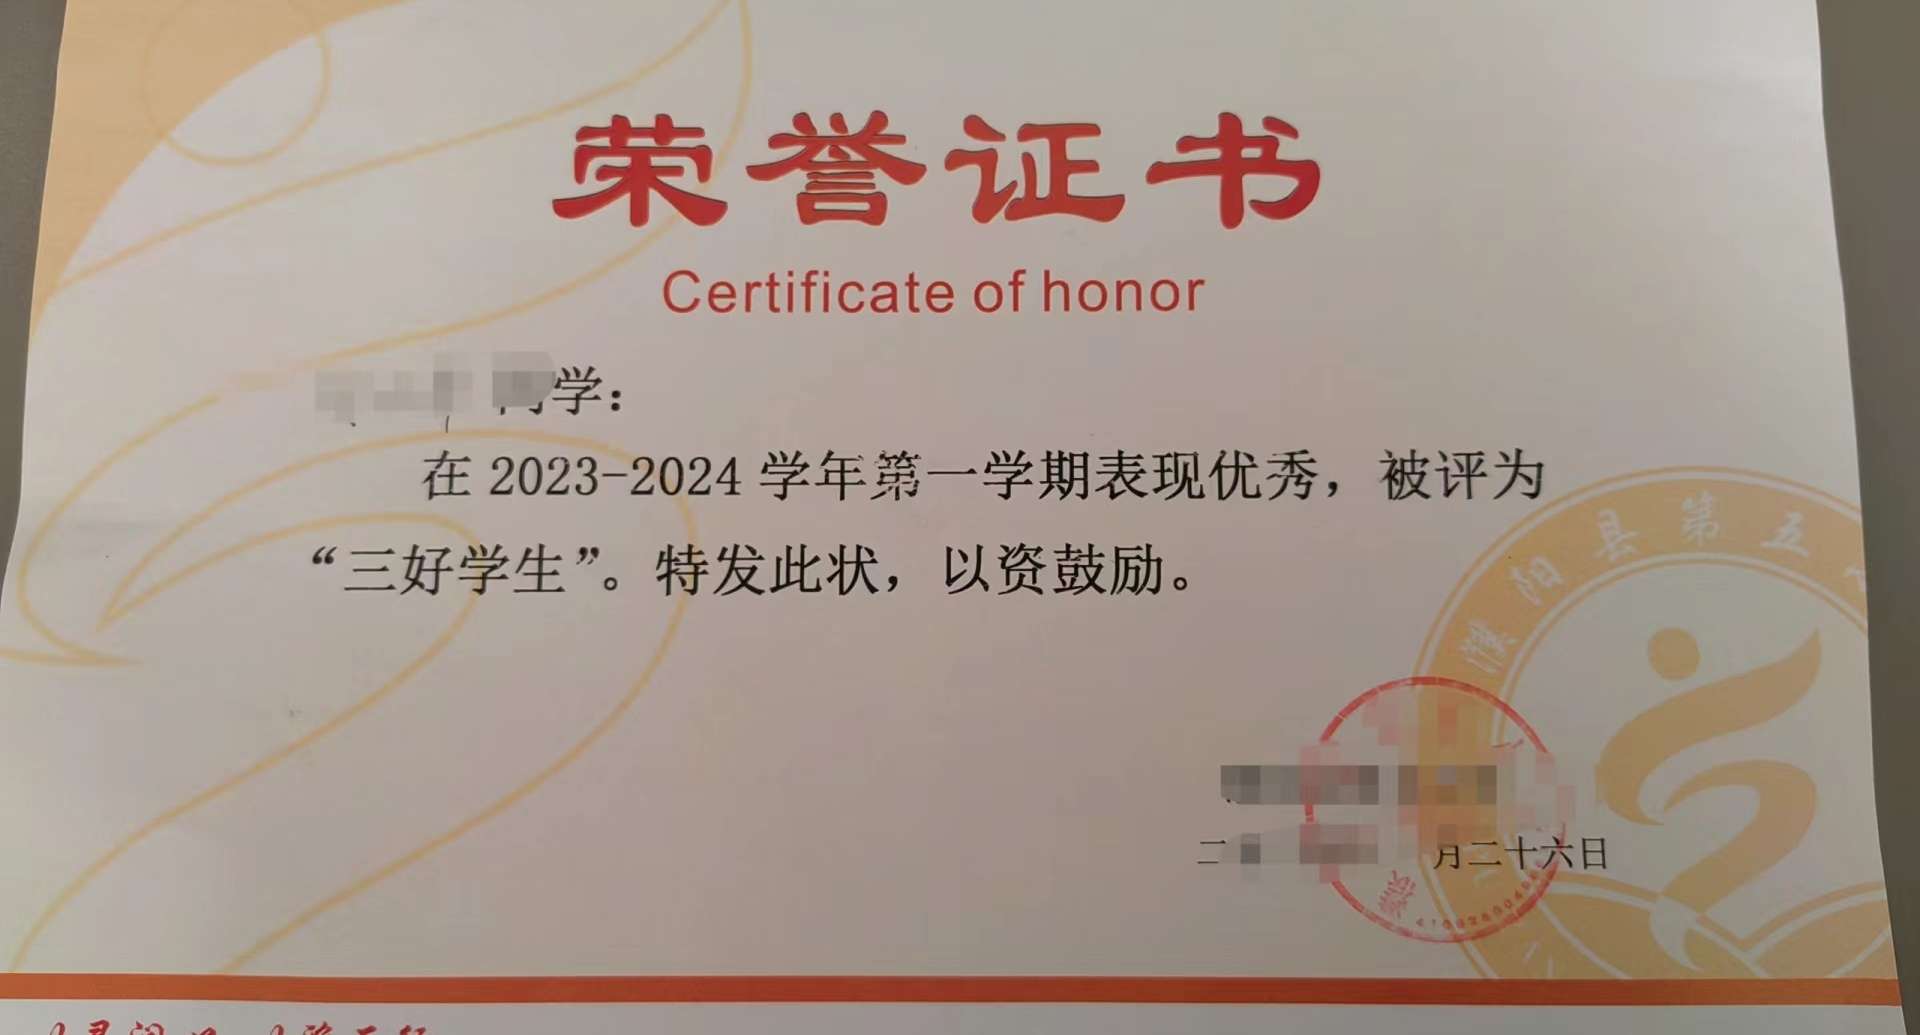 荣誉证书
Certificate of honor
学：
在 2023-2024 学年第一学期表现优秀，被评为
“三好学生”。特发此状，以资鼓励。
濮阳县第五
月二十六日